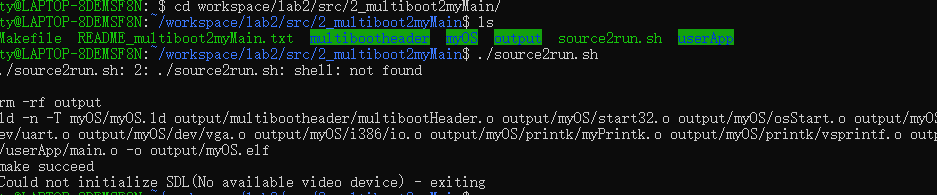 ty@LAPTOP-8DEMSF8N: $ cd workspace/lab2/src/2_multiboot2myMain/
ty@LAPTOP-8DEMSF8N:~/workspace/lab2/src/2_multiboot2myMain$ ls
Makefile README_multiboot2myMain.txt multibootheader myOS output source2run.sh userApp
ty@LAPTOP-8DEMSF8N:~/workspace/lab2/src/2_multiboot2myMain$ ./source2run.sh
./source2run.sh: 2: ./source2run.sh: shell: not found
rm -rf output
ld -n -T myOS/myOS.ld output/multibootheader/multibootHeader.o output/myOS/start32.o output/myOS/osStart.o out
dev/uart.o output/myOS/dev/vga.o output/myOS/i386/io.o output/myOS/printk/myPrintk.o output/myOS/printk/vsprintf.o outp
/userApp/main.o -o output/myOS.elf
make succeed
Could not initialize SDL(No available video device) - exiting